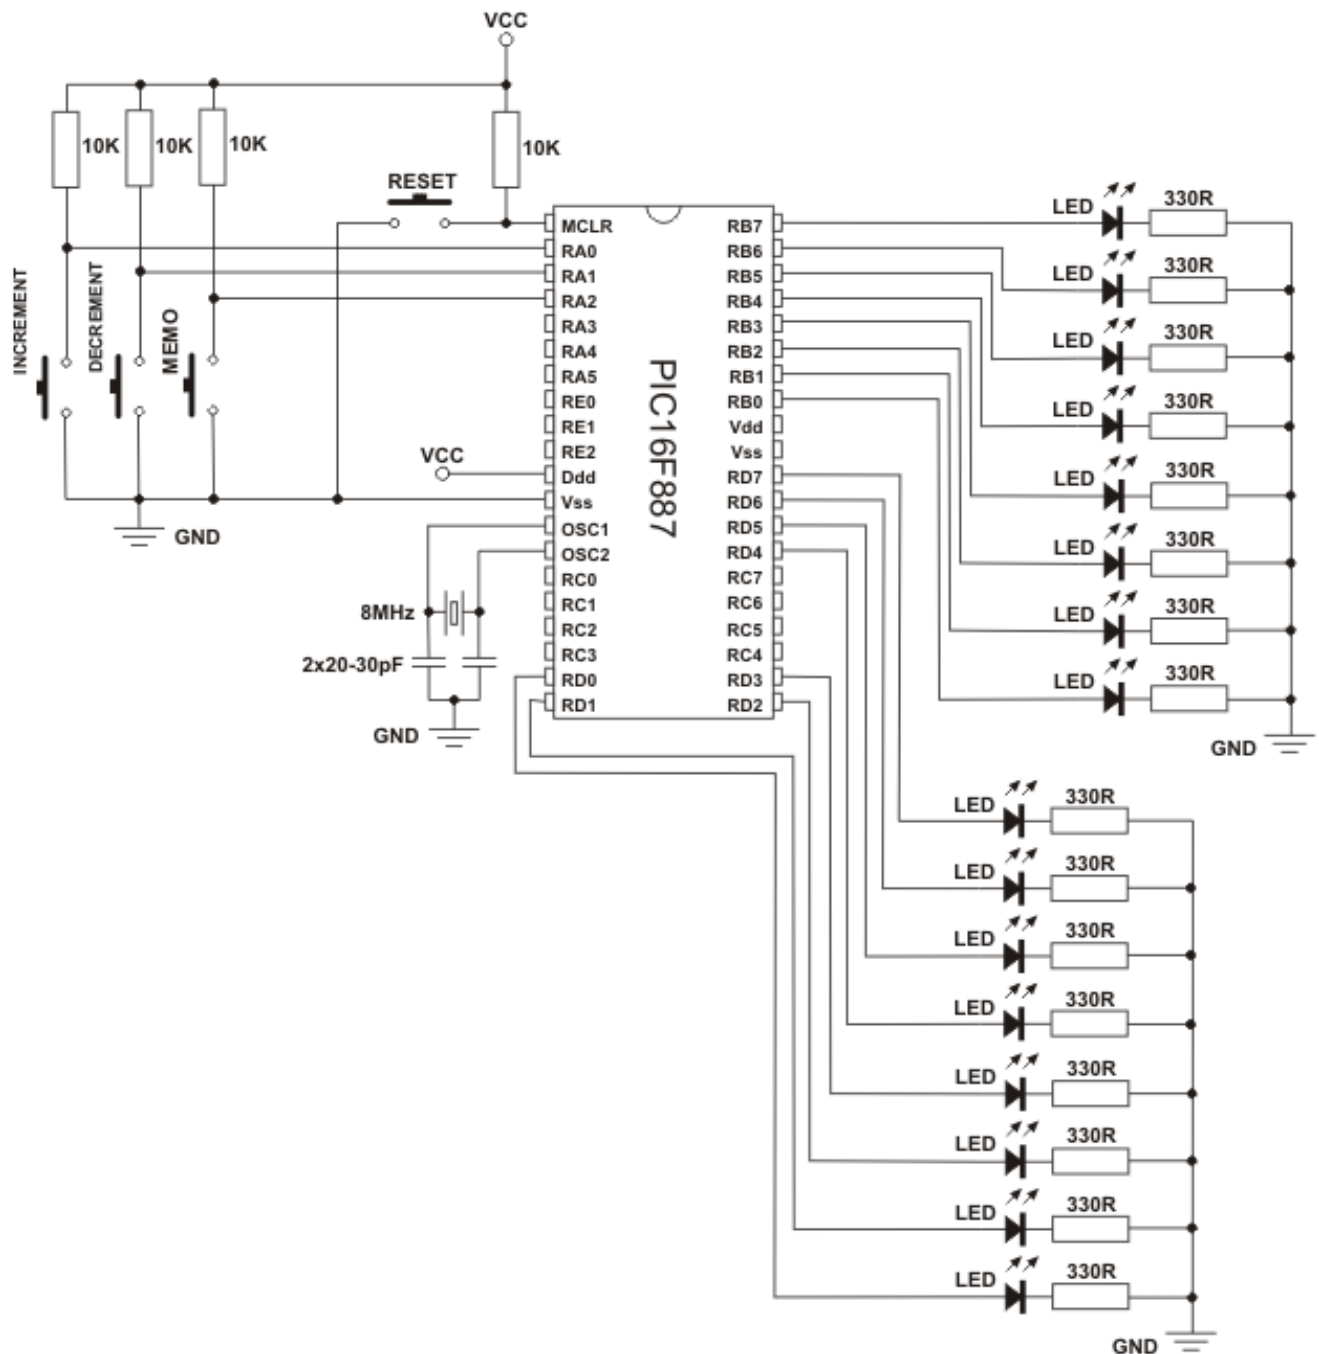 VCC
10K
10K
10K
10K
RESET
INCREMENT
DECREMENT
MEMO
VCC
GND
8MHz
2x20-30pF
GND
PIC16F887
MCLR
RA0
RA1
RA2
RA3
RA4
RA5
RE0
RE1
RE2
Ddd
Vss
OSC1
OSC2
RC0
RC1
RC2
RC3
RD0
RD1
RB7
RB6
RB5
RB4
RB3
RB2
RB1
RB0
Vdd
Vss
RD7
RD6
RD5
RD4
RC7
RC6
RC5
RC4
RD3
RD2
LED 330R
LED 330R
LED 330R
LED 330R
LED 330R
LED 330R
LED 330R
LED 330R
GND
LED 330R
LED 330R
LED 330R
LED 330R
LED 330R
LED 330R
LED 330R
LED 330R
GND